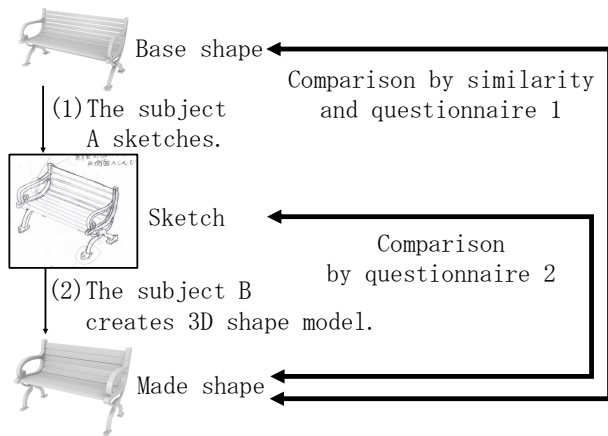 Base shape
Comparison by similarity
and questionnaire 1
(1)The subject
A sketches.
Sketch
Comparison
by questionnaire 2
(2)The subject B
creates 3D shape model.
Made shape